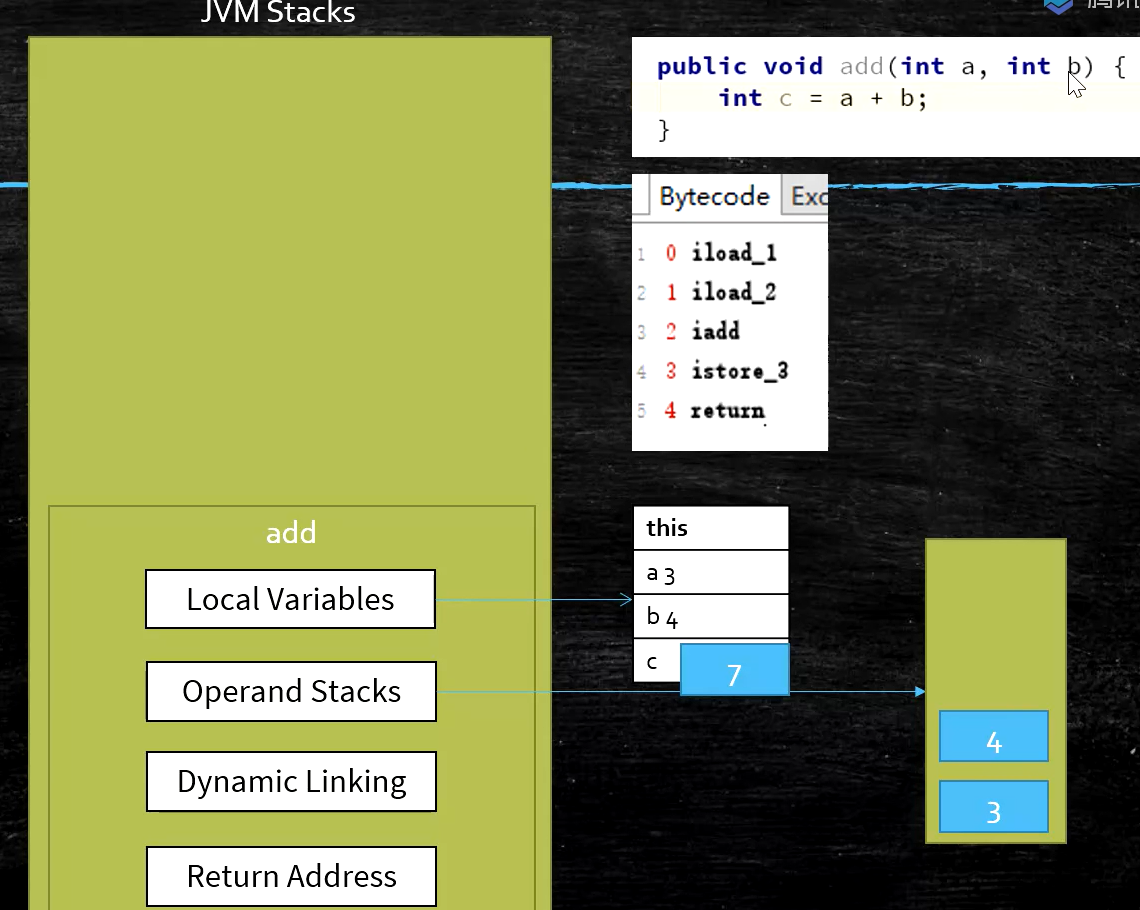 JVM Stacks
腾讯
public void add(int a, int b) {
int c = a + b;
}
Bytecode
Exc
1 0 iload_1
2 1 iload_2
3 2 iadd
4 3 istore_3
5 4 return
add
Local Variables
Operand Stacks
Dynamic Linking
Return Address
this
a 3
b 4
c 7
4
3